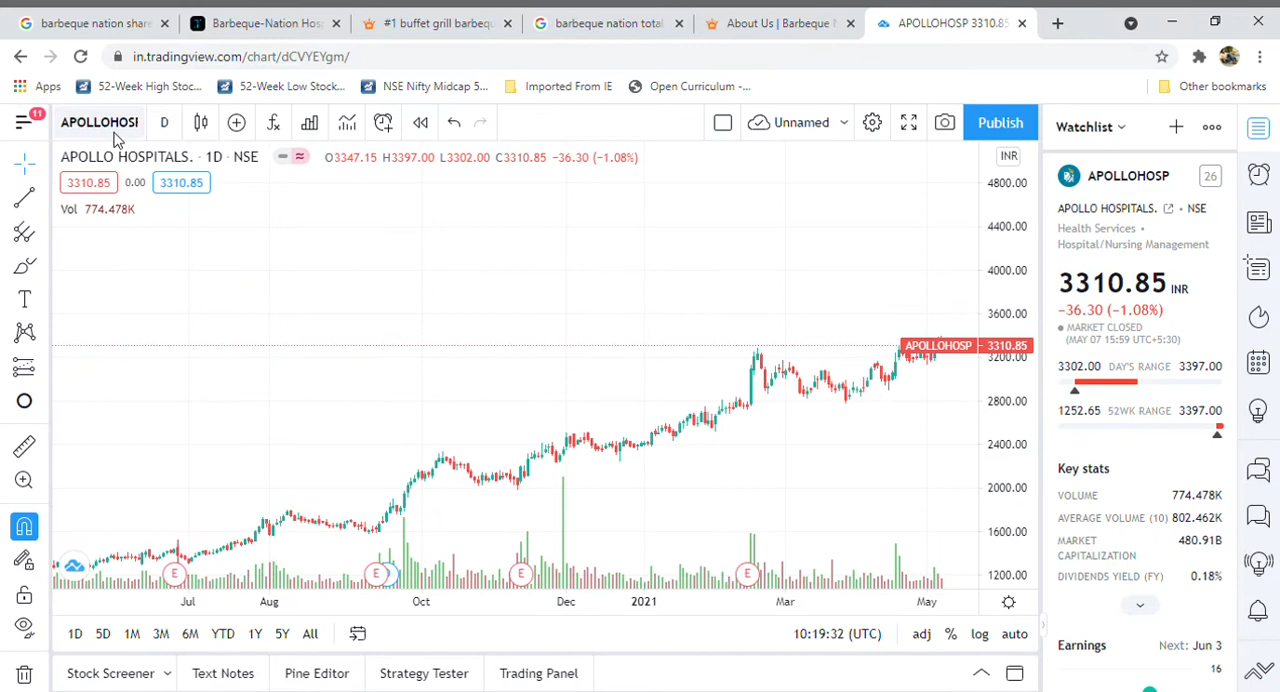 barbeque nation share
Barbeque-Nation Hosp
#1 buffet grill barbequ
barbeque nation total
About Us | Barbeque N
APOLLOHOSP 3310.85
in.tradingview.com/chart/dCVYEYgm/
Apps
52-Week High Stoc...
52-Week Low Stock...
NSE Nifty Midcap 5...
Imported From IE
Open Curriculum -...
Other bookmarks
11
APOLLOHOSI
D
Unnamed
Publish
Watchlist
APOLLO HOSPITALS. · 1D · NSE
O3347.15 H3397.00 L3302.00 C3310.85 −36.30 (−1.08%)
INR
3310.85
0.00
3310.85
Vol 774.478K
4800.00
4400.00
4000.00
3600.00
APOLLOHOSP
3310.85
3200.00
2800.00
2400.00
2000.00
1600.00
1200.00
E
E
E
E
Jul
Aug
Oct
Dec
2021
Mar
May
1D
5D
1M
3M
6M
YTD
1Y
5Y
All
10:19:32 (UTC)
adj
%
log
auto
Stock Screener
Text Notes
Pine Editor
Strategy Tester
Trading Panel
APOLLOHOSP
26
APOLLO HOSPITALS. • NSE
Health Services •
Hospital/Nursing Management
3310.85 INR
−36.30 (−1.08%)
MARKET CLOSED
(MAY 07 15:59 UTC+5:30)
3302.00 DAY'S RANGE 3397.00
1252.65 52WK RANGE 3397.00
Key stats
VOLUME 774.478K
AVERAGE VOLUME (10) 802.462K
MARKET CAPITALIZATION 480.91B
DIVIDENDS YIELD (FY) 0.18%
Earnings
Next: Jun 3
16